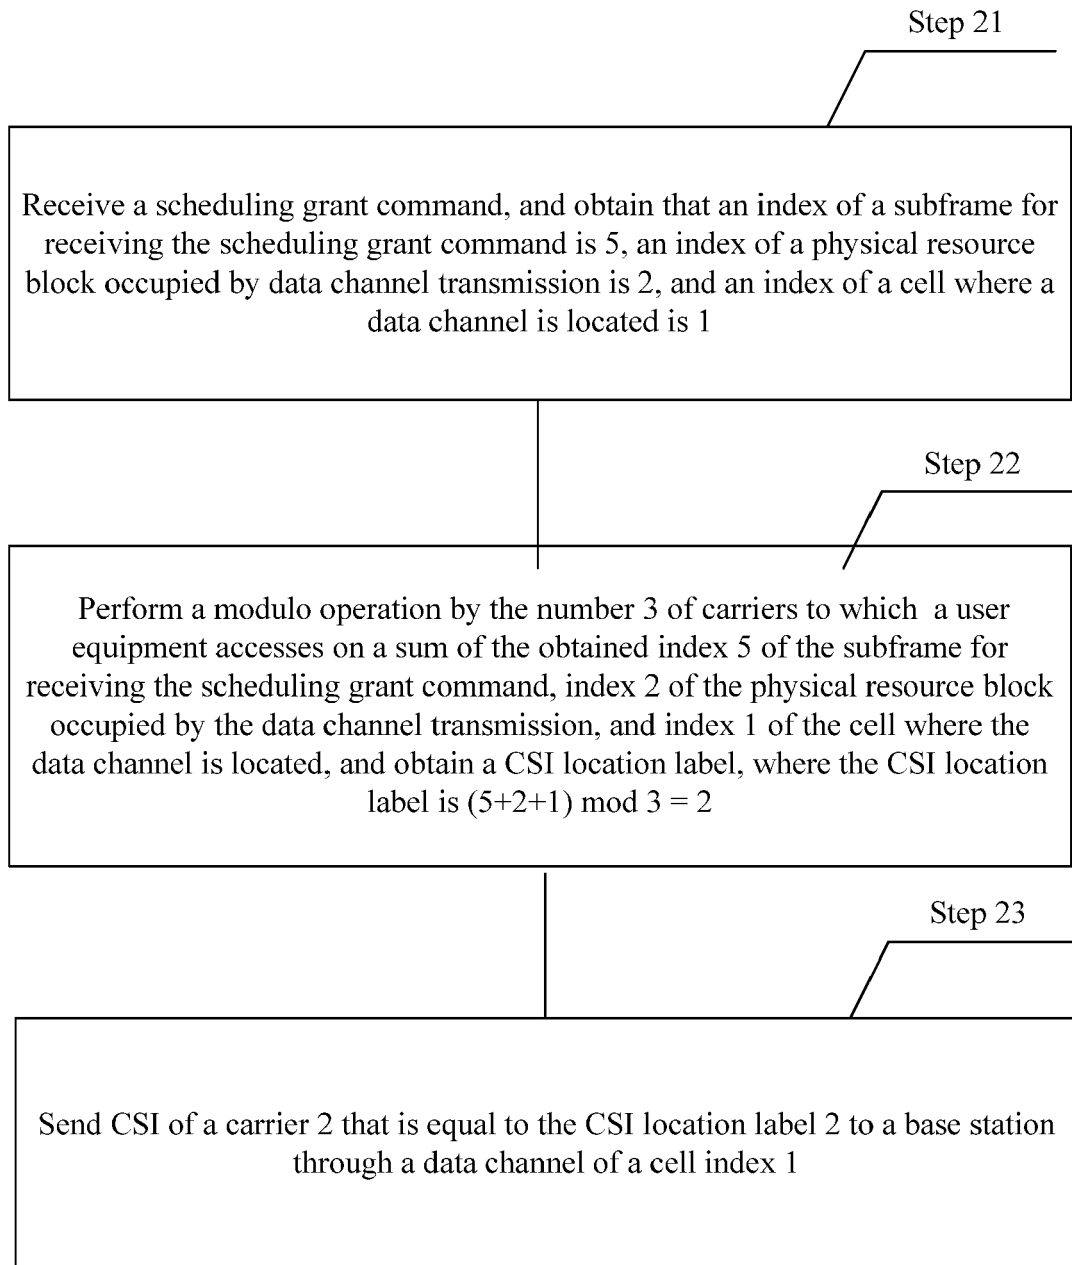 Step 21
Receive a scheduling grant command, and obtain that an index of a subframe for
receiving the scheduling grant command is 5, an index of a physical resource
block occupied by data channel transmission is 2, and an index of a cell where a
data channel is located is 1
Step 22
Perform a modulo operation by the number 3 of carriers to which a user
equipment accesses on a sum of the obtained index 5 of the subframe for
receiving the scheduling grant command, index 2 of the physical resource block
occupied by the data channel transmission, and index 1 of the cell where the
data channel is located, and obtain a CSI location label, where the CSI location
label is (5+2+1) mod 3 = 2
Step 23
Send CSI of a carrier 2 that is equal to the CSI location label 2 to a base station
through a data channel of a cell index 1